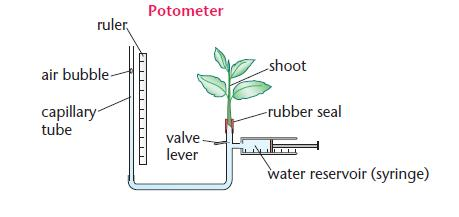 Potometer
ruler
air bubble
shoot
capillary
tube
rubber seal
valve
lever
water reservoir (syringe)